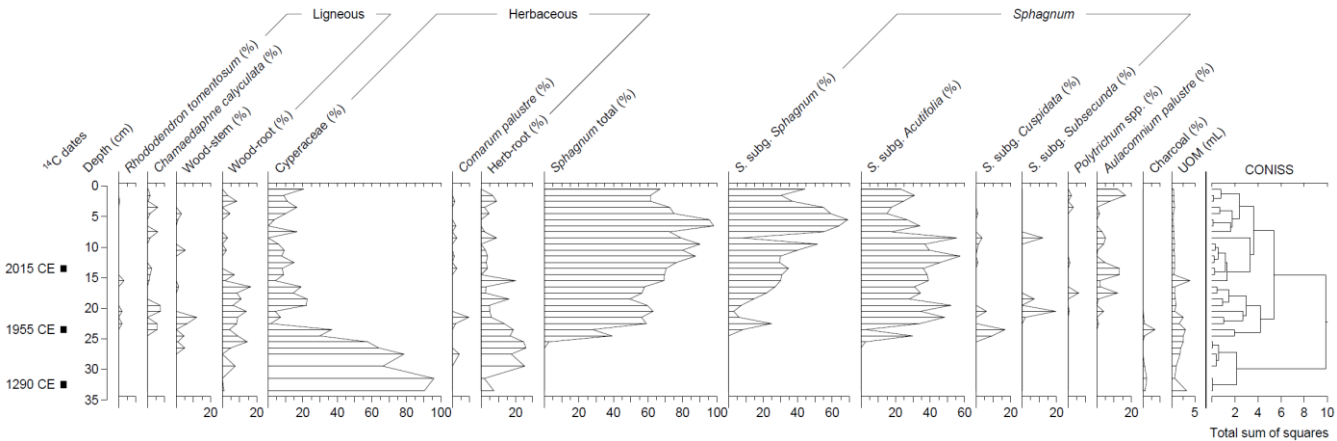 Ligneous Herbaceous Sphagnum
¹⁴C dates
Depth (cm)
Rhododendron tomentosum (%)
Chamaedaphne calyculata (%)
Wood-stem (%)
Wood-root (%)
Cyperaceae (%)
Comarum palustre (%)
Herb-root (%)
Sphagnum total (%)
S. subg. Sphagnum (%)
S. subg. Acutifolia (%)
S. subg. Cuspidata (%)
S. subg. Subsecunda (%)
Polytrichum spp. (%)
Aulacomnium palustre (%)
Charcoal (%)
UOM (mL)
CONISS
0
5
10
2015 CE
15
20
1955 CE
25
30
1290 CE
35
20 20 20 40 60 80 100 20 20 40 60 80 100 20 40 60 20 40 60 20 20 20 5 2 4 6 8 10
Total sum of squares